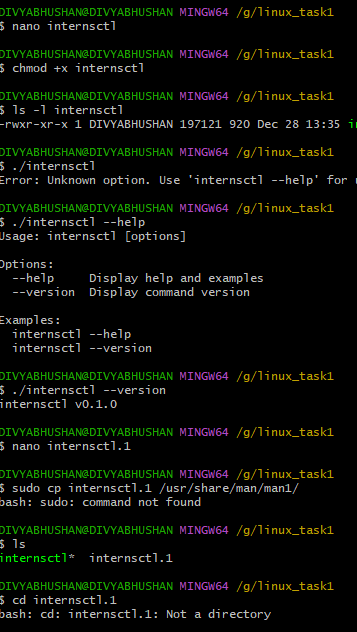 DIVYABHUSHAN@DIVYABHUSHAN MINGW64 /g/linux_task1
$ nano internsctl
DIVYABHUSHAN@DIVYABHUSHAN MINGW64 /g/linux_task1
$ chmod +x internsctl
DIVYABHUSHAN@DIVYABHUSHAN MINGW64 /g/linux_task1
$ ls -l internsctl
-rwxr-xr-x 1 DIVYABHUSHAN 197121 920 Dec 28 13:35
DIVYABHUSHAN@DIVYABHUSHAN MINGW64 /g/linux_task1
$ ./internsctl
Error: Unknown option. Use 'internsctl --help' for
DIVYABHUSHAN@DIVYABHUSHAN MINGW64 /g/linux_task1
$ ./internsctl --help
Usage: internsctl [options]
Options:
--help Display help and examples
--version Display command version
Examples:
internsctl --help
internsctl --version
DIVYABHUSHAN@DIVYABHUSHAN MINGW64 /g/linux_task1
$ ./internsctl --version
internsctl v0.1.0
DIVYABHUSHAN@DIVYABHUSHAN MINGW64 /g/linux_task1
$ nano internsctl.1
DIVYABHUSHAN@DIVYABHUSHAN MINGW64 /g/linux_task1
$ sudo cp internsctl.1 /usr/share/man/man1/
bash: sudo: command not found
DIVYABHUSHAN@DIVYABHUSHAN MINGW64 /g/linux_task1
$ ls
internsctl* internsctl.1
DIVYABHUSHAN@DIVYABHUSHAN MINGW64 /g/linux_task1
$ cd internsctl.1
bash: cd: internsctl.1: Not a directory